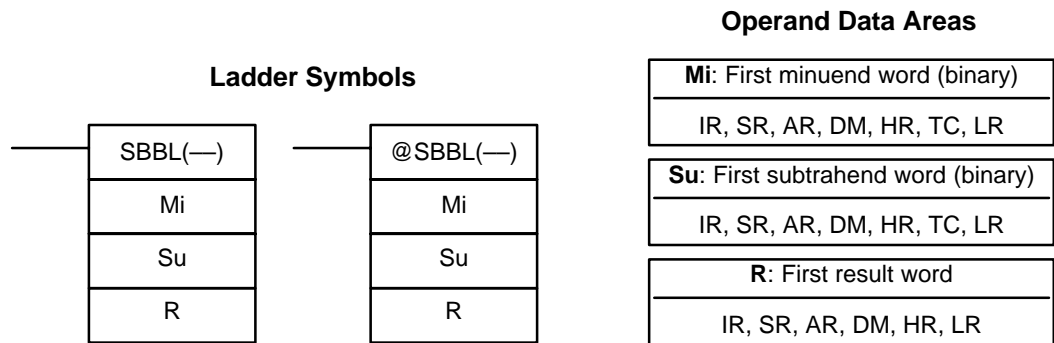 Ladder Symbols
SBBL(––)
Mi
Su
R
@SBBL(––)
Mi
Su
R
Operand Data Areas
Mi: First minuend word (binary)
IR, SR, AR, DM, HR, TC, LR
Su: First subtrahend word (binary)
IR, SR, AR, DM, HR, TC, LR
R: First result word
IR, SR, AR, DM, HR, LR